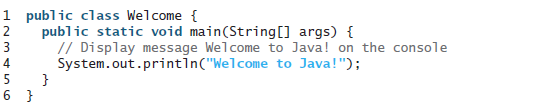 1 public class Welcome {
2   public static void main(String[] args) {
3     // Display message Welcome to Java! on the console
4     System.out.println("Welcome to Java!");
5   }
6 }